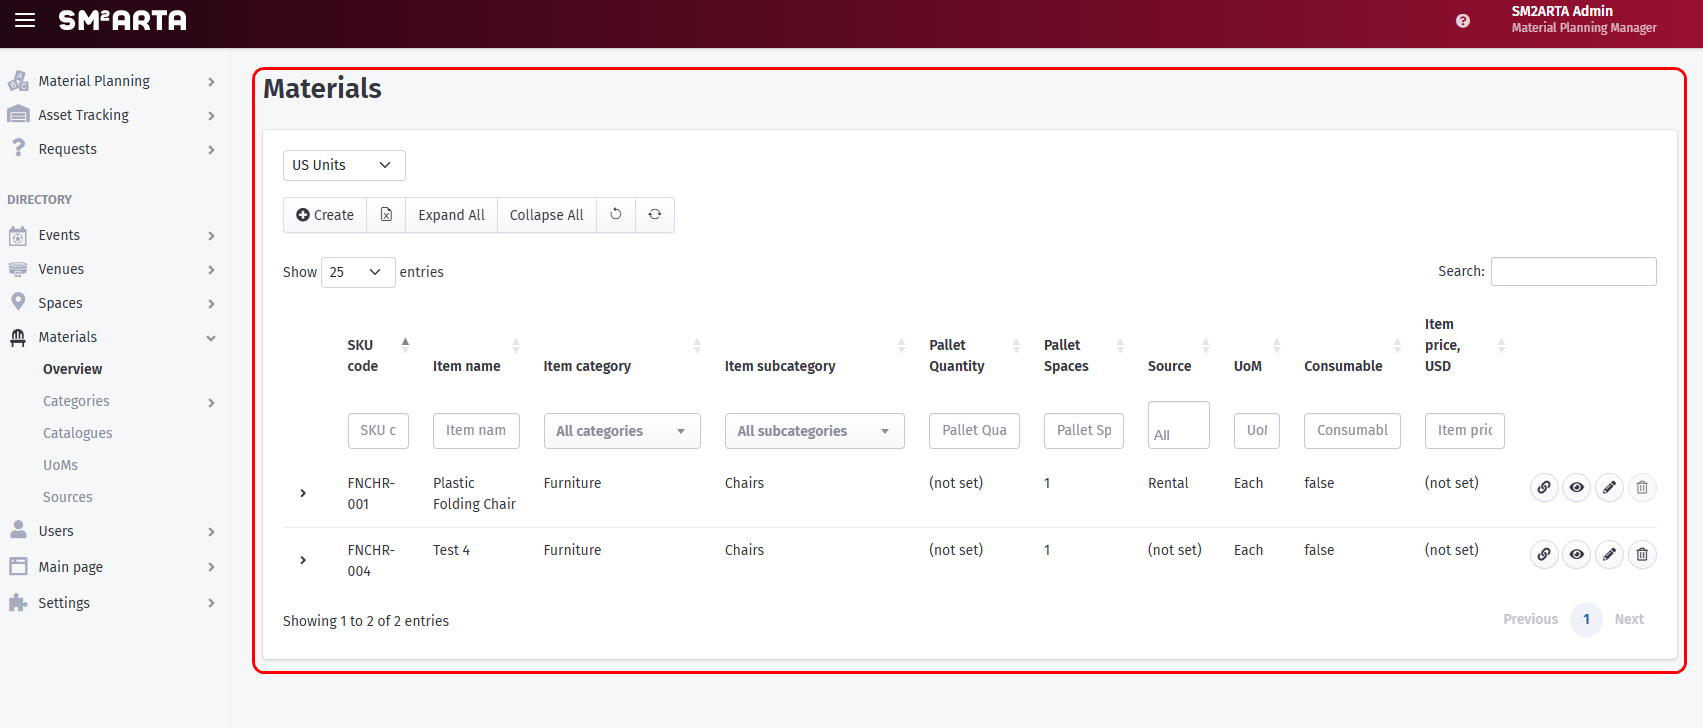 SM2ARTA
SM2ARTA Admin
Material Planning Manager
Material Planning
Asset Tracking
Requests
DIRECTORY
Events
Venues
Spaces
Materials
Overview
Categories
Catalogues
UoMs
Sources
Users
Main page
Settings
Materials
US Units
Create Expand All Collapse All
Show 25 entries
Search:
SKU code Item name Item category Item subcategory Pallet Quantity Pallet Spaces Source UoM Consumable Item price, USD
SKU c Item nam All categories All subcategories Pallet Qua Pallet Sp All UoM Consumabl Item pric
FNCHR-001 Plastic Folding Chair Furniture Chairs (not set) 1 Rental Each false (not set)
FNCHR-004 Test 4 Furniture Chairs (not set) 1 (not set) Each false (not set)
Showing 1 to 2 of 2 entries
Previous 1 Next